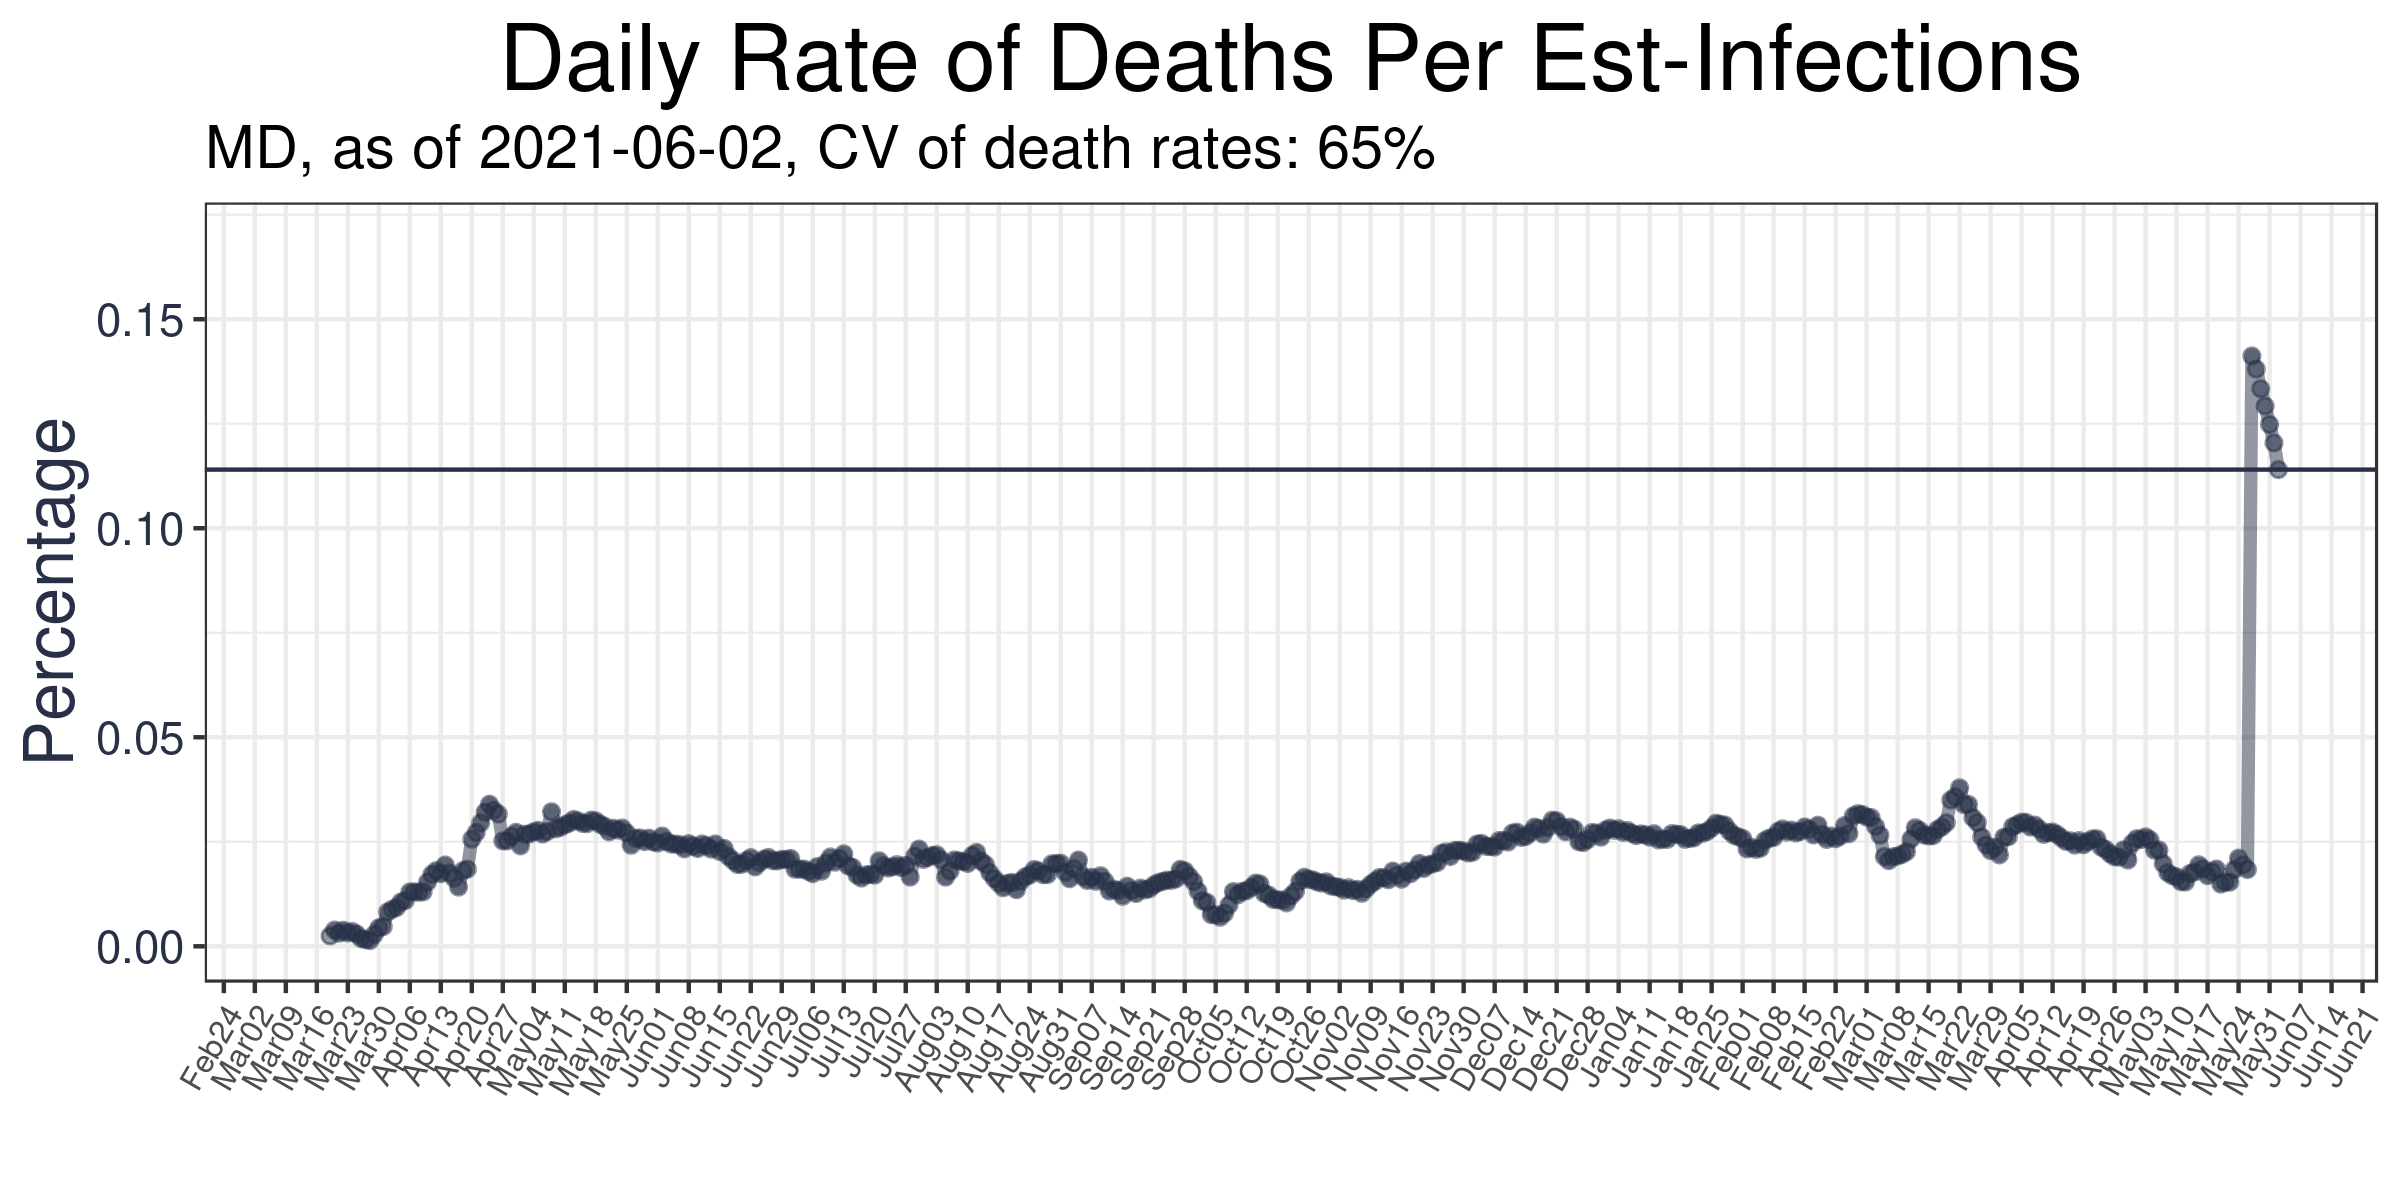 Daily Rate of Deaths Per Est-Infections
MD, as of 2021-06-02, CV of death rates: 65%
Percentage
0.15
0.10
0.05
0.00
Feb24
Mar02
Mar09
Mar16
Mar23
Mar30
Apr06
Apr13
Apr20
Apr27
May04
May11
May18
May25
Jun01
Jun08
Jun15
Jun22
Jun29
Jul06
Jul13
Jul20
Jul27
Aug03
Aug10
Aug17
Aug24
Aug31
Sep07
Sep14
Sep21
Sep28
Oct05
Oct12
Oct19
Oct26
Nov02
Nov09
Nov16
Nov23
Nov30
Dec07
Dec14
Dec21
Dec28
Jan04
Jan11
Jan18
Jan25
Feb01
Feb08
Feb15
Feb22
Mar01
Mar08
Mar15
Mar22
Mar29
Apr05
Apr12
Apr19
Apr26
May03
May10
May17
May24
May31
Jun07
Jun14
Jun21